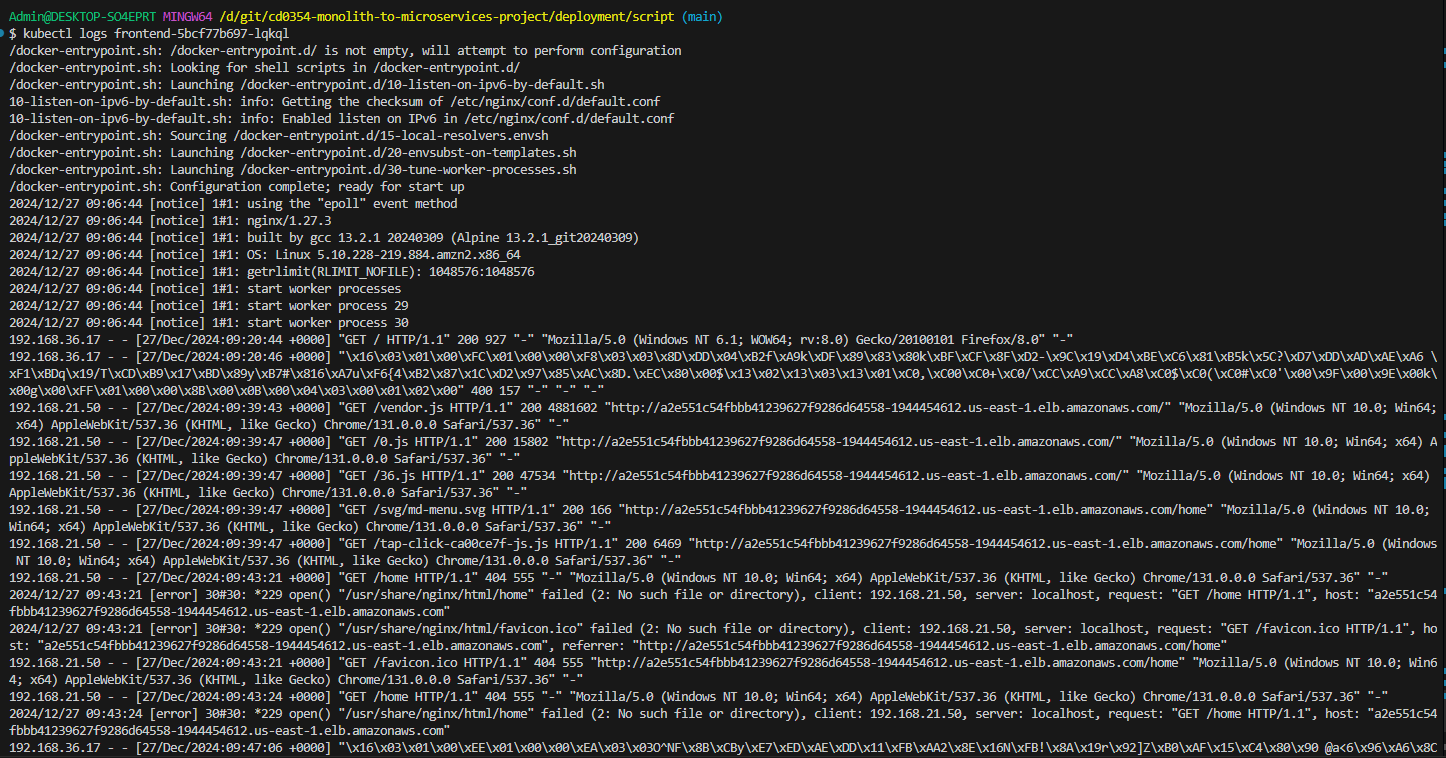 Admin@DESKTOP-SO4EPRT MINGW64 /d/git/cd0354-monolith-to-microservices-project/deployment/script (main)
$ kubectl logs frontend-5bcf77b697-lqkql
/docker-entrypoint.sh: /docker-entrypoint.d/ is not empty, will attempt to perform configuration
/docker-entrypoint.sh: Looking for shell scripts in /docker-entrypoint.d/
/docker-entrypoint.sh: Launching /docker-entrypoint.d/10-listen-on-ipv6-by-default.sh
10-listen-on-ipv6-by-default.sh: info: Getting the checksum of /etc/nginx/conf.d/default.conf
10-listen-on-ipv6-by-default.sh: info: Enabled listen on IPv6 in /etc/nginx/conf.d/default.conf
/docker-entrypoint.sh: Sourcing /docker-entrypoint.d/15-local-resolvers.envsh
/docker-entrypoint.sh: Launching /docker-entrypoint.d/20-envsubst-on-templates.sh
/docker-entrypoint.sh: Launching /docker-entrypoint.d/30-tune-worker-processes.sh
/docker-entrypoint.sh: Configuration complete; ready for start up
2024/12/27 09:06:44 [notice] 1#1: using the "epoll" event method
2024/12/27 09:06:44 [notice] 1#1: nginx/1.27.3
2024/12/27 09:06:44 [notice] 1#1: built by gcc 13.2.1 20240309 (Alpine 13.2.1_git20240309)
2024/12/27 09:06:44 [notice] 1#1: OS: Linux 5.10.228-219.884.amzn2.x86_64
2024/12/27 09:06:44 [notice] 1#1: getrlimit(RLIMIT_NOFILE): 1048576:1048576
2024/12/27 09:06:44 [notice] 1#1: start worker processes
2024/12/27 09:06:44 [notice] 1#1: start worker process 29
2024/12/27 09:06:44 [notice] 1#1: start worker process 30
192.168.36.17 - - [27/Dec/2024:09:20:44 +0000] "GET / HTTP/1.1" 200 927 "-" "Mozilla/5.0 (Windows NT 6.1; WOW64; rv:8.0) Gecko/20100101 Firefox/8.0" "-"
192.168.36.17 - - [27/Dec/2024:09:20:46 +0000] "\x16\x03\x01\x00\xFC\x01\x00\x00\xF8\x03\x03\x8D\xDD\x04\xB2f\xA9k\xDF\x89\x83\x80k\xBF\xCF\x8F\xD2-\x9C\x19\xD4\xBE\xC6\x81\xB5k\x5C?\xD7\xDD\xAD\xAE\xA6 \
xF1\xBDq\x19/T\xCD\xB9\x17\xBD\x89y\xB7#\x816\xA7u\xF6{4\xB2\x87\x1C\xD2\x97\x85\xAC\x8D.\xEC\x80\x00$\x13\x02\x13\x03\x13\x01\xC0,\xC00\xC0+\xC0/\xCC\xA9\xCC\xA8\xC0$\xC0(\xC0#\xC0'\x00\x9F\x00\x9E\x00k\
x00g\x00\xFF\x01\x00\x00\x8B\x00\x0B\x00\x04\x03\x00\x01\x02\x00" 400 157 "-" "-" "-"
192.168.21.50 - - [27/Dec/2024:09:39:43 +0000] "GET /vendor.js HTTP/1.1" 200 4881602 "http://a2e551c54fbbb41239627f9286d64558-1944454612.us-east-1.elb.amazonaws.com/" "Mozilla/5.0 (Windows NT 10.0; Win64;
 x64) AppleWebKit/537.36 (KHTML, like Gecko) Chrome/131.0.0.0 Safari/537.36" "-"
192.168.21.50 - - [27/Dec/2024:09:39:47 +0000] "GET /0.js HTTP/1.1" 200 15802 "http://a2e551c54fbbb41239627f9286d64558-1944454612.us-east-1.elb.amazonaws.com/" "Mozilla/5.0 (Windows NT 10.0; Win64; x64) A
ppleWebKit/537.36 (KHTML, like Gecko) Chrome/131.0.0.0 Safari/537.36" "-"
192.168.21.50 - - [27/Dec/2024:09:39:47 +0000] "GET /36.js HTTP/1.1" 200 47534 "http://a2e551c54fbbb41239627f9286d64558-1944454612.us-east-1.elb.amazonaws.com/" "Mozilla/5.0 (Windows NT 10.0; Win64; x64)
AppleWebKit/537.36 (KHTML, like Gecko) Chrome/131.0.0.0 Safari/537.36" "-"
192.168.21.50 - - [27/Dec/2024:09:39:47 +0000] "GET /svg/md-menu.svg HTTP/1.1" 200 166 "http://a2e551c54fbbb41239627f9286d64558-1944454612.us-east-1.elb.amazonaws.com/home" "Mozilla/5.0 (Windows NT 10.0;
Win64; x64) AppleWebKit/537.36 (KHTML, like Gecko) Chrome/131.0.0.0 Safari/537.36" "-"
192.168.21.50 - - [27/Dec/2024:09:39:47 +0000] "GET /tap-click-ca00ce7f-js.js HTTP/1.1" 200 6469 "http://a2e551c54fbbb41239627f9286d64558-1944454612.us-east-1.elb.amazonaws.com/home" "Mozilla/5.0 (Windows
 NT 10.0; Win64; x64) AppleWebKit/537.36 (KHTML, like Gecko) Chrome/131.0.0.0 Safari/537.36" "-"
192.168.21.50 - - [27/Dec/2024:09:43:21 +0000] "GET /home HTTP/1.1" 404 555 "-" "Mozilla/5.0 (Windows NT 10.0; Win64; x64) AppleWebKit/537.36 (KHTML, like Gecko) Chrome/131.0.0.0 Safari/537.36" "-"
2024/12/27 09:43:21 [error] 30#30: *229 open() "/usr/share/nginx/html/home" failed (2: No such file or directory), client: 192.168.21.50, server: localhost, request: "GET /home HTTP/1.1", host: "a2e551c54
fbbb41239627f9286d64558-1944454612.us-east-1.elb.amazonaws.com"
2024/12/27 09:43:21 [error] 30#30: *229 open() "/usr/share/nginx/html/favicon.ico" failed (2: No such file or directory), client: 192.168.21.50, server: localhost, request: "GET /favicon.ico HTTP/1.1", ho
st: "a2e551c54fbbb41239627f9286d64558-1944454612.us-east-1.elb.amazonaws.com", referrer: "http://a2e551c54fbbb41239627f9286d64558-1944454612.us-east-1.elb.amazonaws.com/home"
192.168.21.50 - - [27/Dec/2024:09:43:21 +0000] "GET /favicon.ico HTTP/1.1" 404 555 "http://a2e551c54fbbb41239627f9286d64558-1944454612.us-east-1.elb.amazonaws.com/home" "Mozilla/5.0 (Windows NT 10.0; Win6
4; x64) AppleWebKit/537.36 (KHTML, like Gecko) Chrome/131.0.0.0 Safari/537.36" "-"
192.168.21.50 - - [27/Dec/2024:09:43:24 +0000] "GET /home HTTP/1.1" 404 555 "-" "Mozilla/5.0 (Windows NT 10.0; Win64; x64) AppleWebKit/537.36 (KHTML, like Gecko) Chrome/131.0.0.0 Safari/537.36" "-"
2024/12/27 09:43:24 [error] 30#30: *229 open() "/usr/share/nginx/html/home" failed (2: No such file or directory), client: 192.168.21.50, server: localhost, request: "GET /home HTTP/1.1", host: "a2e551c54
fbbb41239627f9286d64558-1944454612.us-east-1.elb.amazonaws.com"
192.168.36.17 - - [27/Dec/2024:09:47:06 +0000] "\x16\x03\x01\x00\xEE\x01\x00\x00\xEA\x03\x03O^NF\x8B\xCBy\xE7\xED\xAE\xDD\x11\xFB\xAA2\x8E\x16N\xFB!\x8A\x19r\x92]Z\xB0\xAF\x15\xC4\x80\x90 @a<6\x96\xA6\x8C